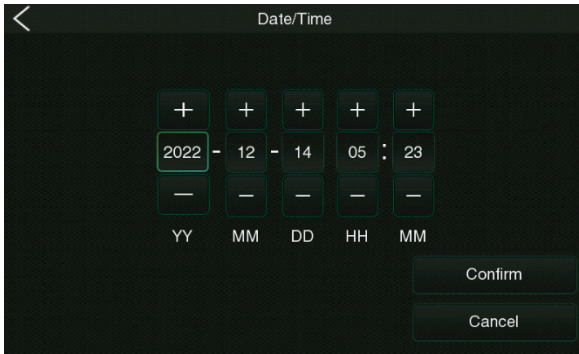 Date/Time
+ + + + +
2022 - 12 - 14 05 : 23
— — — — —
YY MM DD HH MM
Confirm
Cancel